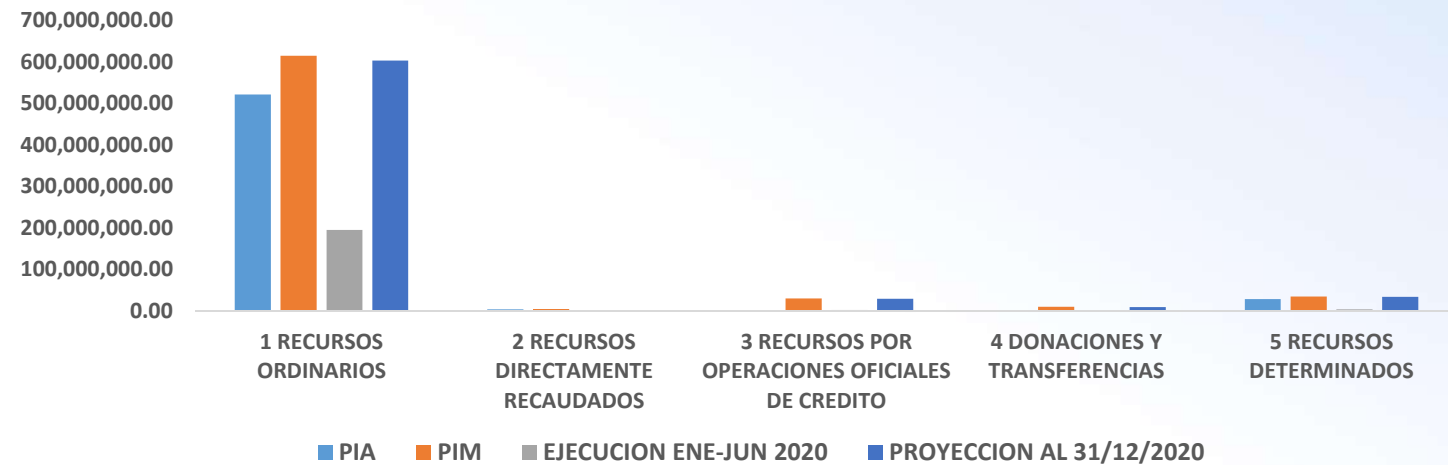 700,000,000.00
600,000,000.00
500,000,000.00
400,000,000.00
300,000,000.00
200,000,000.00
100,000,000.00
0.00
1 RECURSOS
ORDINARIOS
2 RECURSOS
DIRECTAMENTE
RECAUDADOS
3 RECURSOS POR
OPERACIONES OFICIALES
DE CREDITO
4 DONACIONES Y
TRANSFERENCIAS
5 RECURSOS
DETERMINADOS
PIA PIM EJECUCION ENE-JUN 2020 PROYECCION AL 31/12/2020